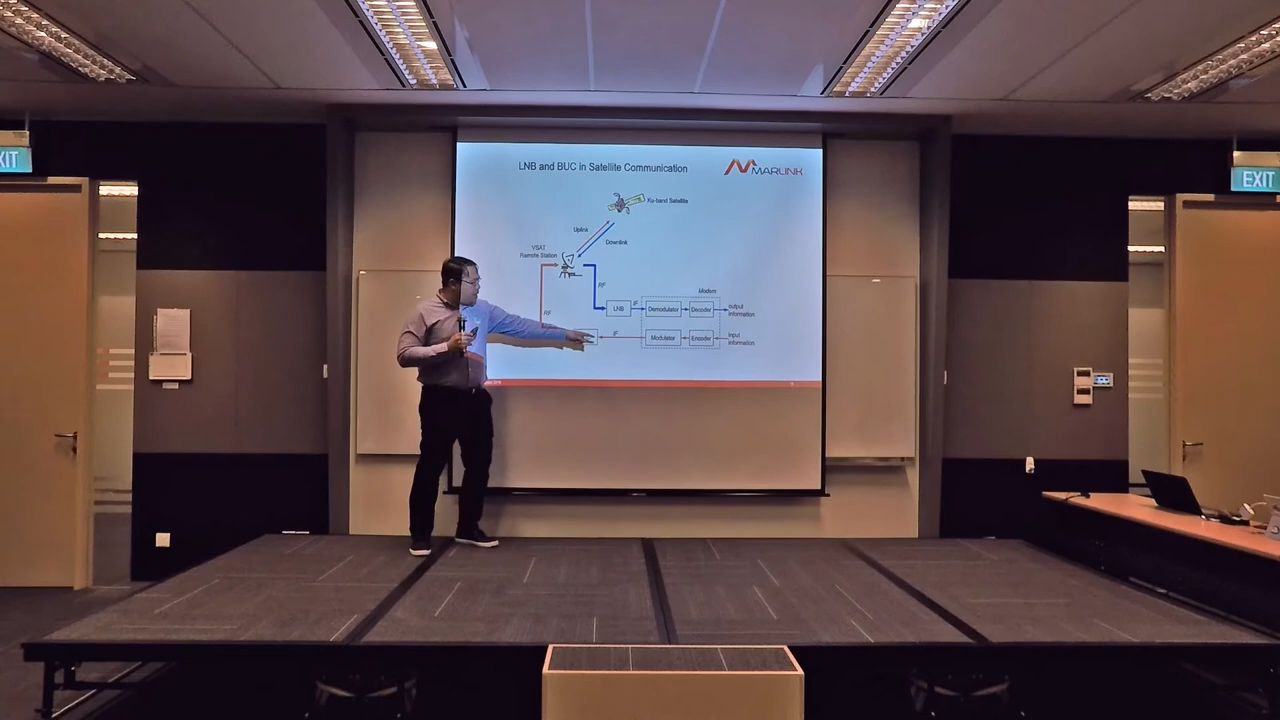 LNB and BUC in Satellite Communication
MARLINK
Ku-band Satellite
Uplink
Downlink
VSAT
Remote Station
RF
Modem
LNB
IF
Demodulator
Decoder
output
information
RF
IF
Modulator
Encoder
input
information
EXIT
XIT